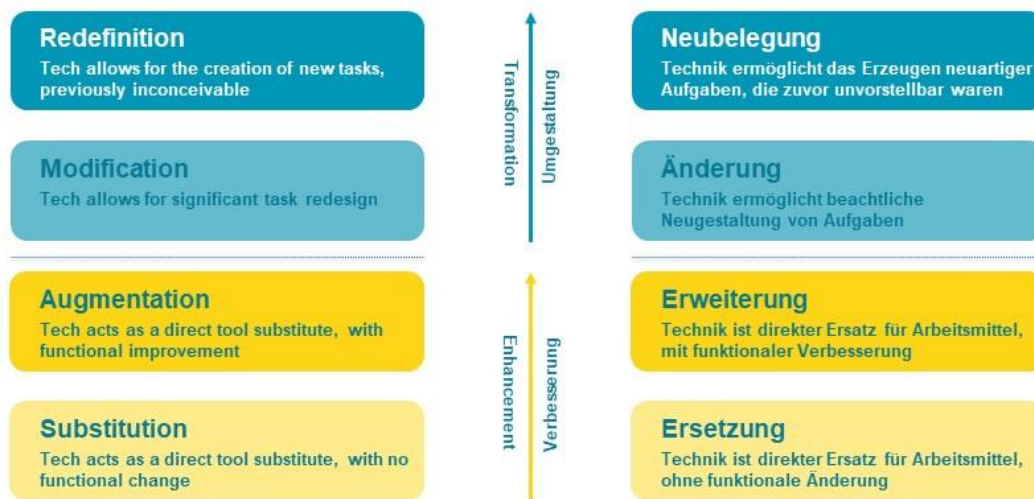 Redefinition
Tech allows for the creation of new tasks,
previously inconceivable
Modification
Tech allows for significant task redesign
Augmentation
Tech acts as a direct tool substitute, with
functional improvement
Substitution
Tech acts as a direct tool substitute, with no
functional change
Transformation
Umgestaltung
Enhancement
Verbesserung
Neubelegung
Technik ermöglicht das Erzeugen neuartiger
Aufgaben, die zuvor unvorstellbar waren
Änderung
Technik ermöglicht beachtliche
Neugestaltung von Aufgaben
Erweiterung
Technik ist direkter Ersatz für Arbeitsmittel,
mit funktionaler Verbesserung
Ersetzung
Technik ist direkter Ersatz für Arbeitsmittel,
ohne funktionale Änderung